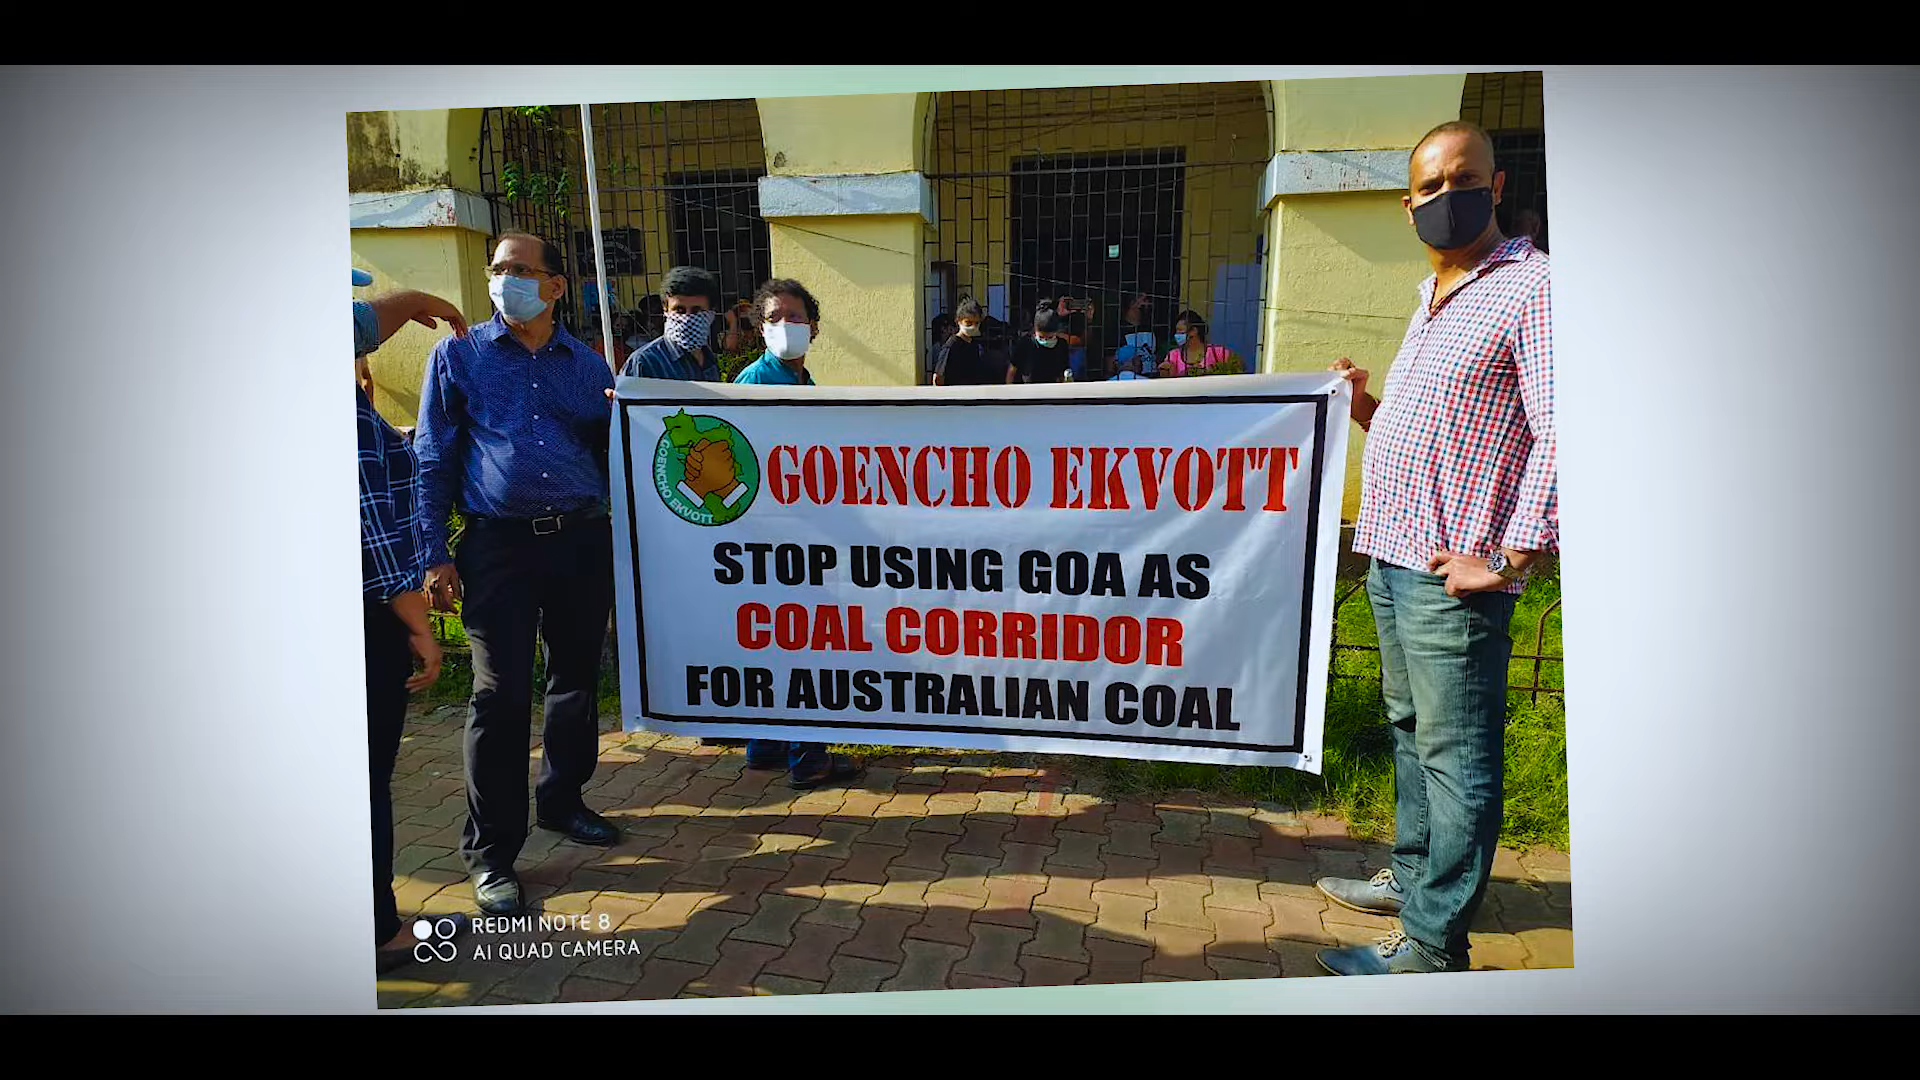 GOENCHO EKVOTT
GOENCHO EKVOTT
STOP USING GOA AS
COAL CORRIDOR
FOR AUSTRALIAN COAL
REDMI NOTE 8
AI QUAD CAMERA